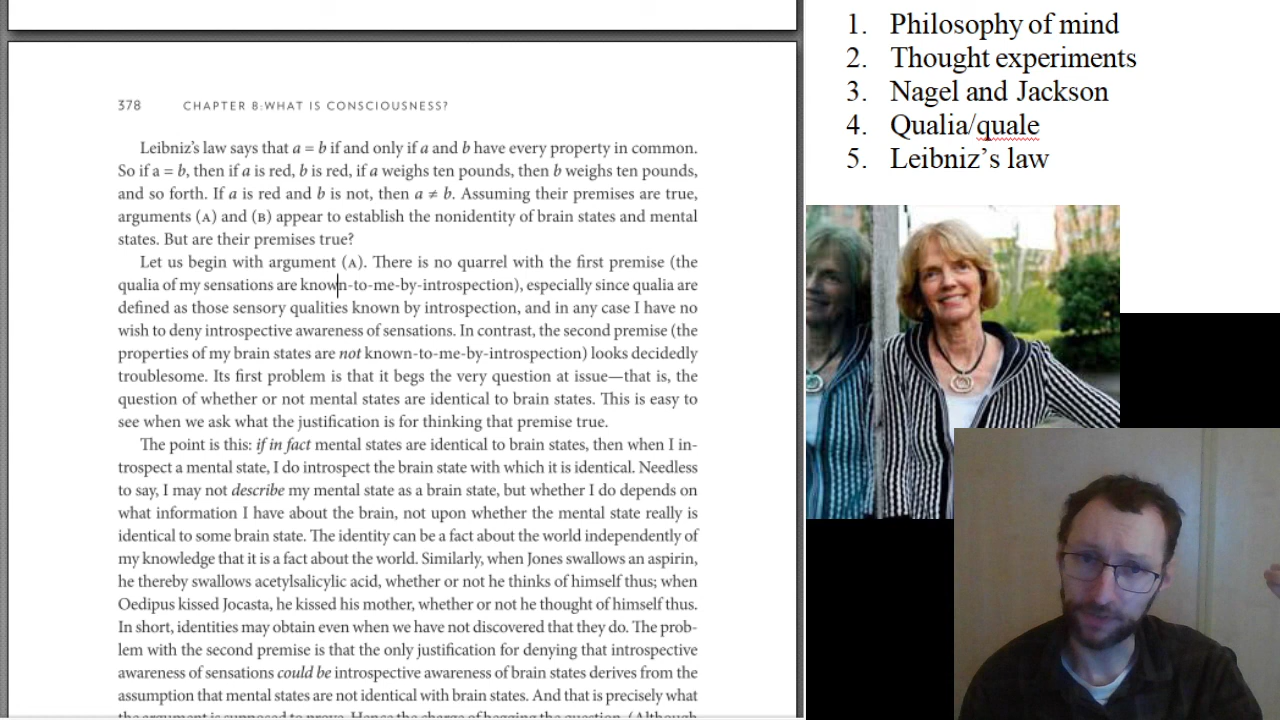 378 CHAPTER 8: WHAT IS CONSCIOUSNESS?
Leibniz's law says that a = b if and only if a and b have every property in common.
So if a = b, then if a is red, b is red, if a weighs ten pounds, then b weighs ten pounds,
and so forth. If a is red and b is not, then a ≠ b. Assuming their premises are true,
arguments (A) and (B) appear to establish the nonidentity of brain states and mental
states. But are their premises true?
Let us begin with argument (A). There is no quarrel with the first premise (the
qualia of my sensations are known-to-me-by-introspection), especially since qualia are
defined as those sensory qualities known by introspection, and in any case I have no
wish to deny introspective awareness of sensations. In contrast, the second premise (the
properties of my brain states are not known-to-me-by-introspection) looks decidedly
troublesome. Its first problem is that it begs the very question at issue—that is, the
question of whether or not mental states are identical to brain states. This is easy to
see when we ask what the justification is for thinking that premise true.
The point is this: if in fact mental states are identical to brain states, then when I in-
trospect a mental state, I do introspect the brain state with which it is identical. Needless
to say, I may not describe my mental state as a brain state, but whether I do depends on
what information I have about the brain, not upon whether the mental state really is
identical to some brain state. The identity can be a fact about the world independently of
my knowledge that it is a fact about the world. Similarly, when Jones swallows an aspirin,
he thereby swallows acetylsalicylic acid, whether or not he thinks of himself thus; when
Oedipus kissed Jocasta, he kissed his mother, whether or not he thought of himself thus.
In short, identities may obtain even when we have not discovered that they do. The prob-
lem with the second premise is that the only justification for denying that introspective
awareness of sensations could be introspective awareness of brain states derives from the
assumption that mental states are not identical with brain states. And that is precisely what
the argument is supposed to prove. Hence the charge of begging the question. (Although
1. Philosophy of mind
2. Thought experiments
3. Nagel and Jackson
4. Qualia/quale
5. Leibniz's law